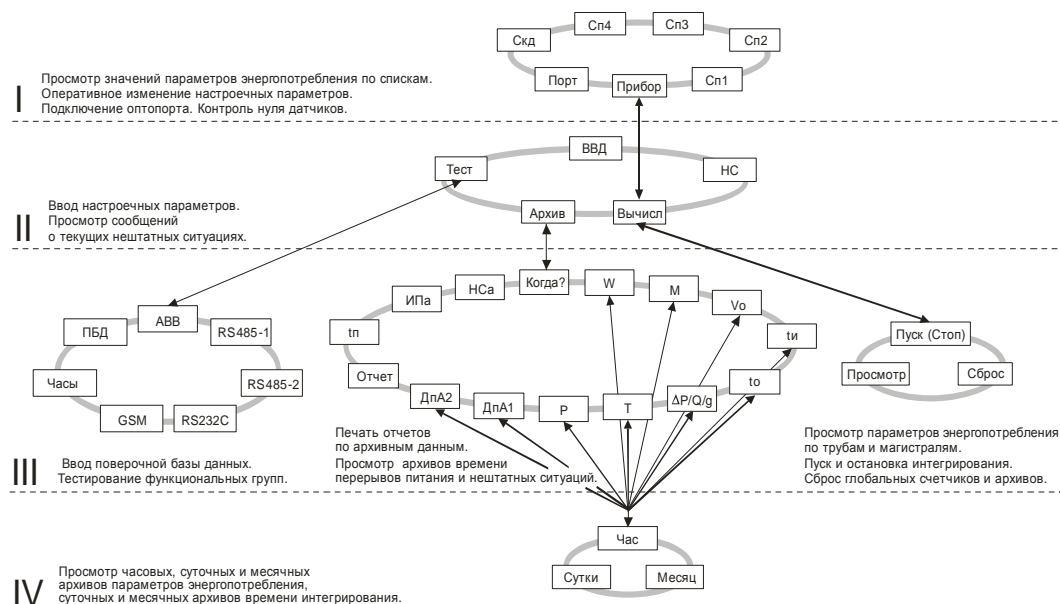 Сп4
Сп3
Скд
Сп2
Порт
Прибор
Сп1
I
Просмотр значений параметров энергопотребления по спискам.
Оперативное изменение настроечных параметров.
Подключение оптопорта. Контроль нуля датчиков.
ВВД
Тест
НС
Архив
Вычисл
II
Ввод настроечных параметров.
Просмотр сообщений
о текущих нештатных ситуациях.
АВВ
ПБД
RS485-1
Часы
RS485-2
GSM
RS232C
Когда?
W
M
НСа
ИПа
Vo
tп
tи
Отчет
to
ДпА2
ДпА1
P
T
ΔP/Q/g
Пуск (Стоп)
Просмотр
Сброс
III
Ввод поверочной базы данных.
Тестирование функциональных групп.
Печать отчетов
по архивным данным.
Просмотр архивов времени
перерывов питания и нештатных ситуаций.
Просмотр параметров энергопотребления
по трубам и магистралям.
Пуск и остановка интегрирования.
Сброс глобальных счетчиков и архивов.
Час
Сутки
Месяц
IV
Просмотр часовых, суточных и месячных
архивов параметров энергопотребления,
суточных и месячных архивов времени интегрирования.